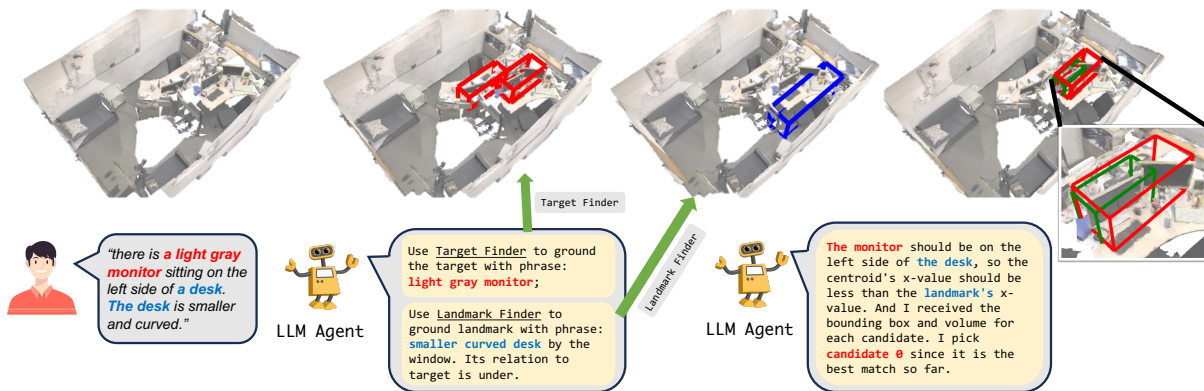 Target Finder
Landmark Finder
“there is a light gray
monitor sitting on the
left side of a desk.
The desk is smaller
and curved.”
LLM Agent
Use Target Finder to ground
the target with phrase:
light gray monitor;
Use Landmark Finder to
ground landmark with phrase:
smaller curved desk by the
window. Its relation to
target is under.
LLM Agent
The monitor should be on the
left side of the desk, so the
centroid's x-value should be
less than the landmark's x-
value. And I received the
bounding box and volume for
each candidate. I pick
candidate 0 since it is the
best match so far.